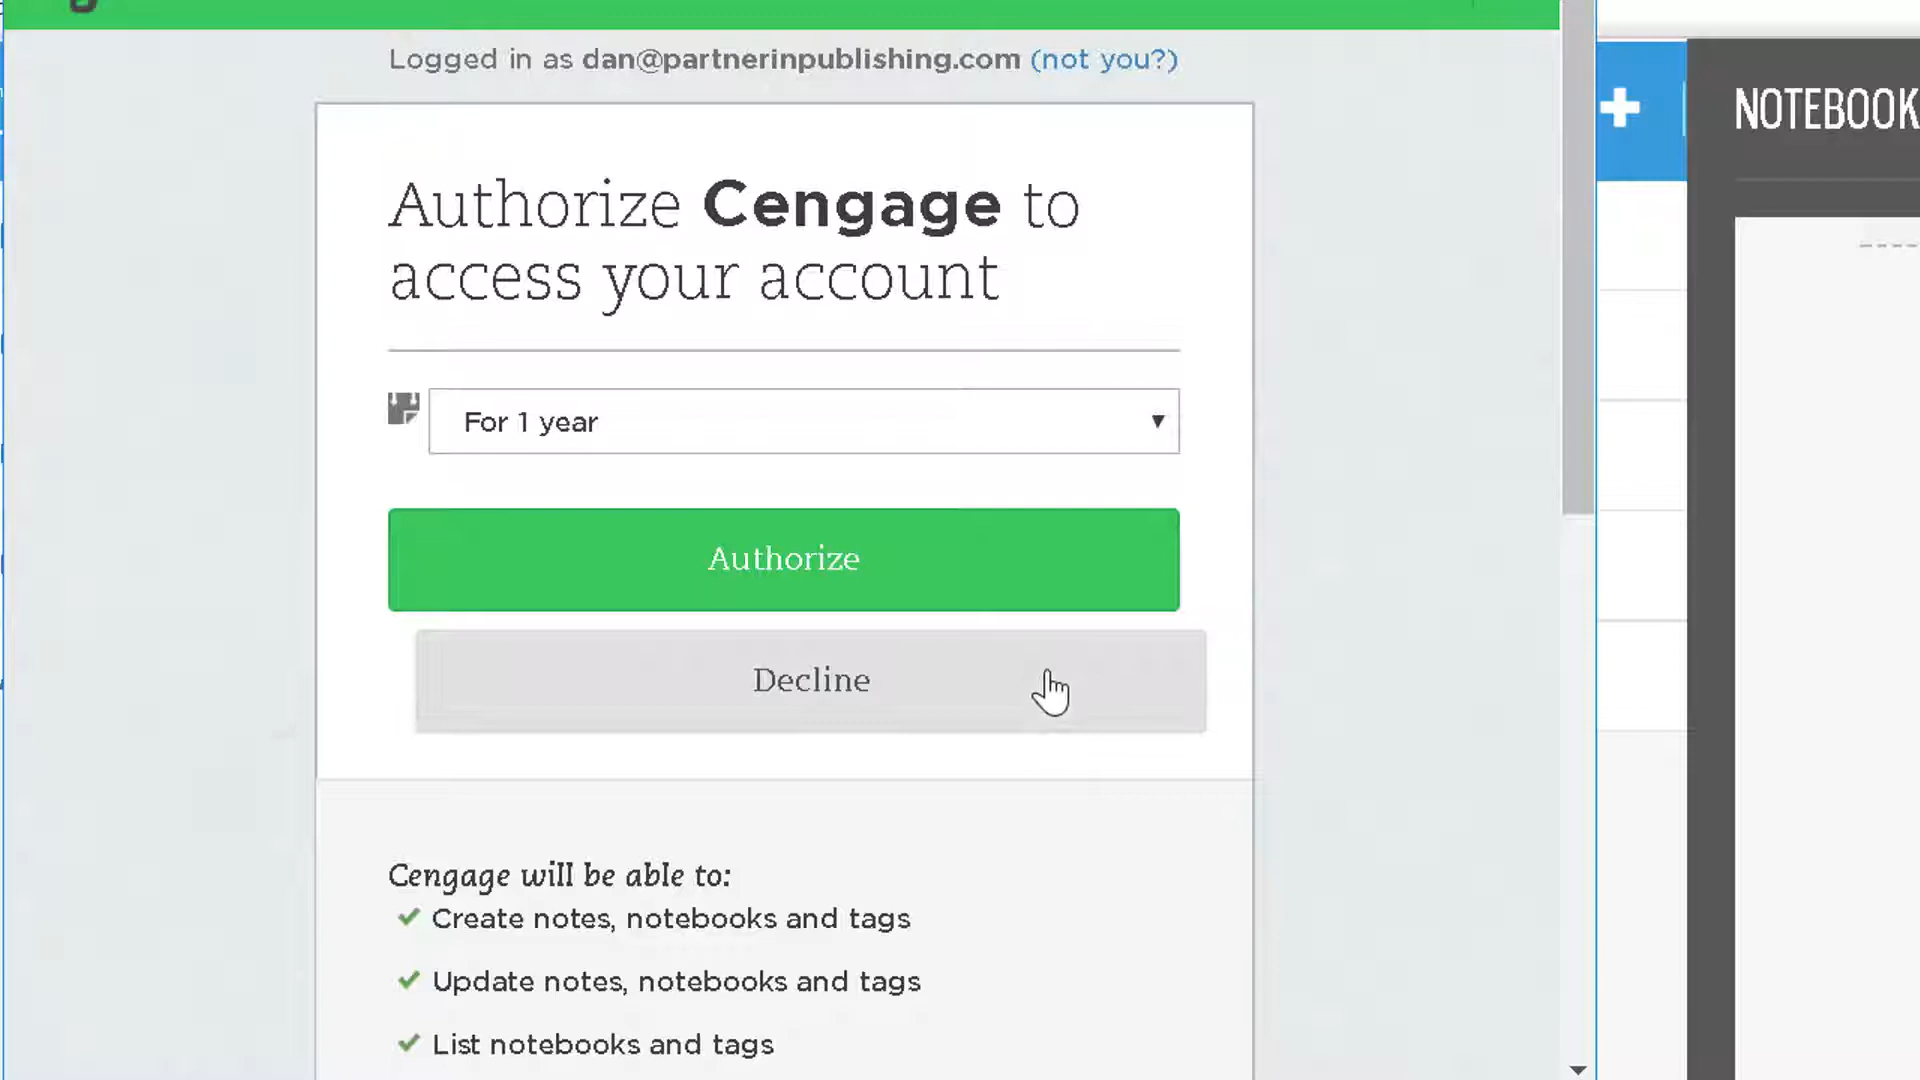 Logged in as dan@partnerinpublishing.com (not you?)
NOTEBOOK
Authorize Cengage to
access your account
For 1 year
Authorize
Decline
Cengage will be able to:
Create notes, notebooks and tags
Update notes, notebooks and tags
List notebooks and tags